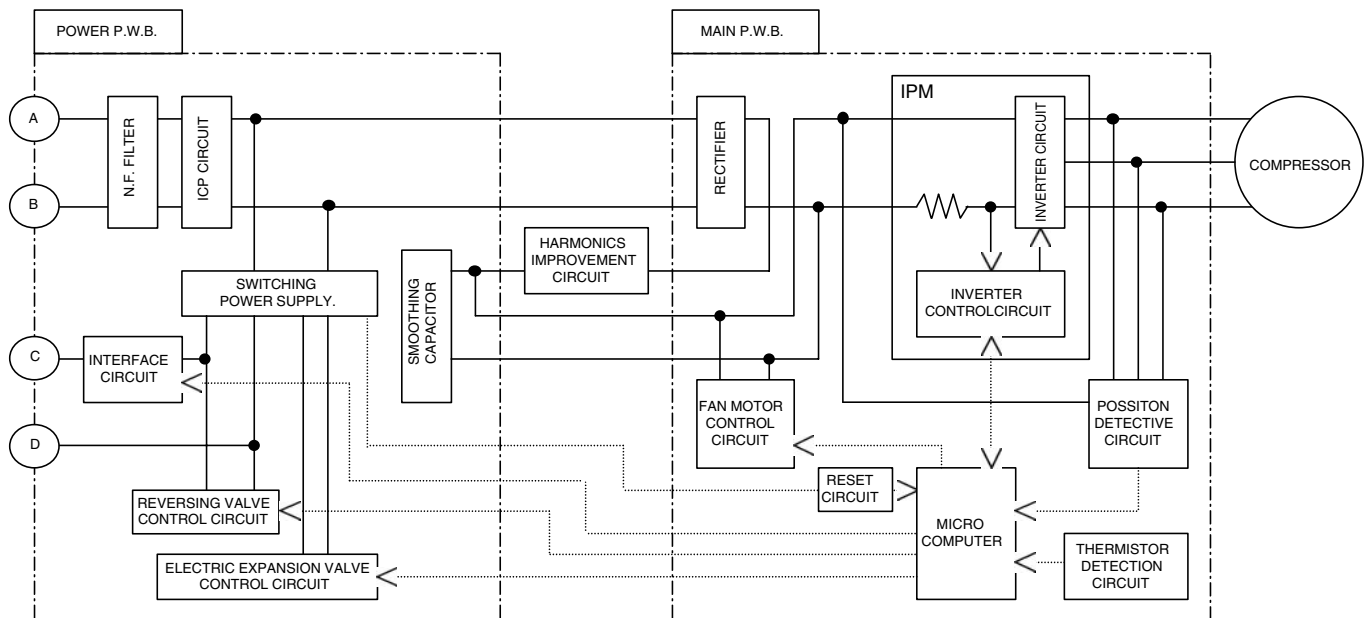 POWER P.W.B.
MAIN P.W.B.
A
B
C
D
N.F. FILTER
ICP CIRCUIT
RECTIFIER
IPM
INVERTER CIRCUIT
COMPRESSOR
SWITCHING
POWER SUPPLY.
SMOOTHING
CAPACITOR
HARMONICS
IMPROVEMENT
CIRCUIT
INVERTER
CONTROLCIRCUIT
INTERFACE
CIRCUIT
FAN MOTOR
CONTROL
CIRCUIT
POSSITON
DETECTIVE
CIRCUIT
REVERSING VALVE
CONTROL CIRCUIT
RESET
CIRCUIT
MICRO
COMPUTER
THERMISTOR
DETECTION
CIRCUIT
ELECTRIC EXPANSION VALVE
CONTROL CIRCUIT